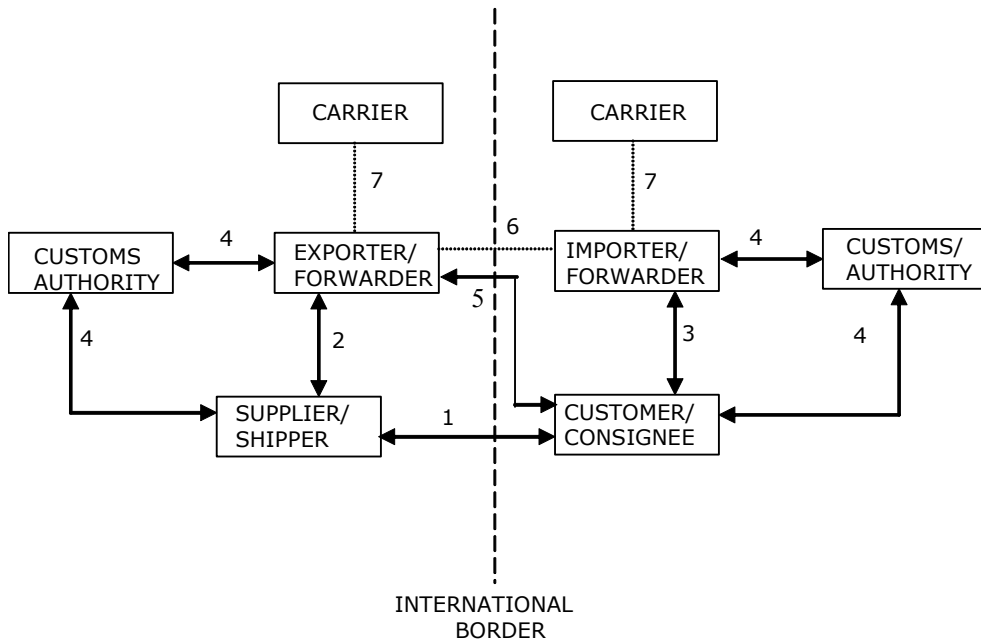 CARRIER
CARRIER
7
7
6
4
EXPORTER/
FORWARDER
IMPORTER/
FORWARDER
4
CUSTOMS
AUTHORITY
CUSTOMS/
AUTHORITY
5
4
2
3
4
SUPPLIER/
SHIPPER
1
CUSTOMER/
CONSIGNEE
INTERNATIONAL
BORDER